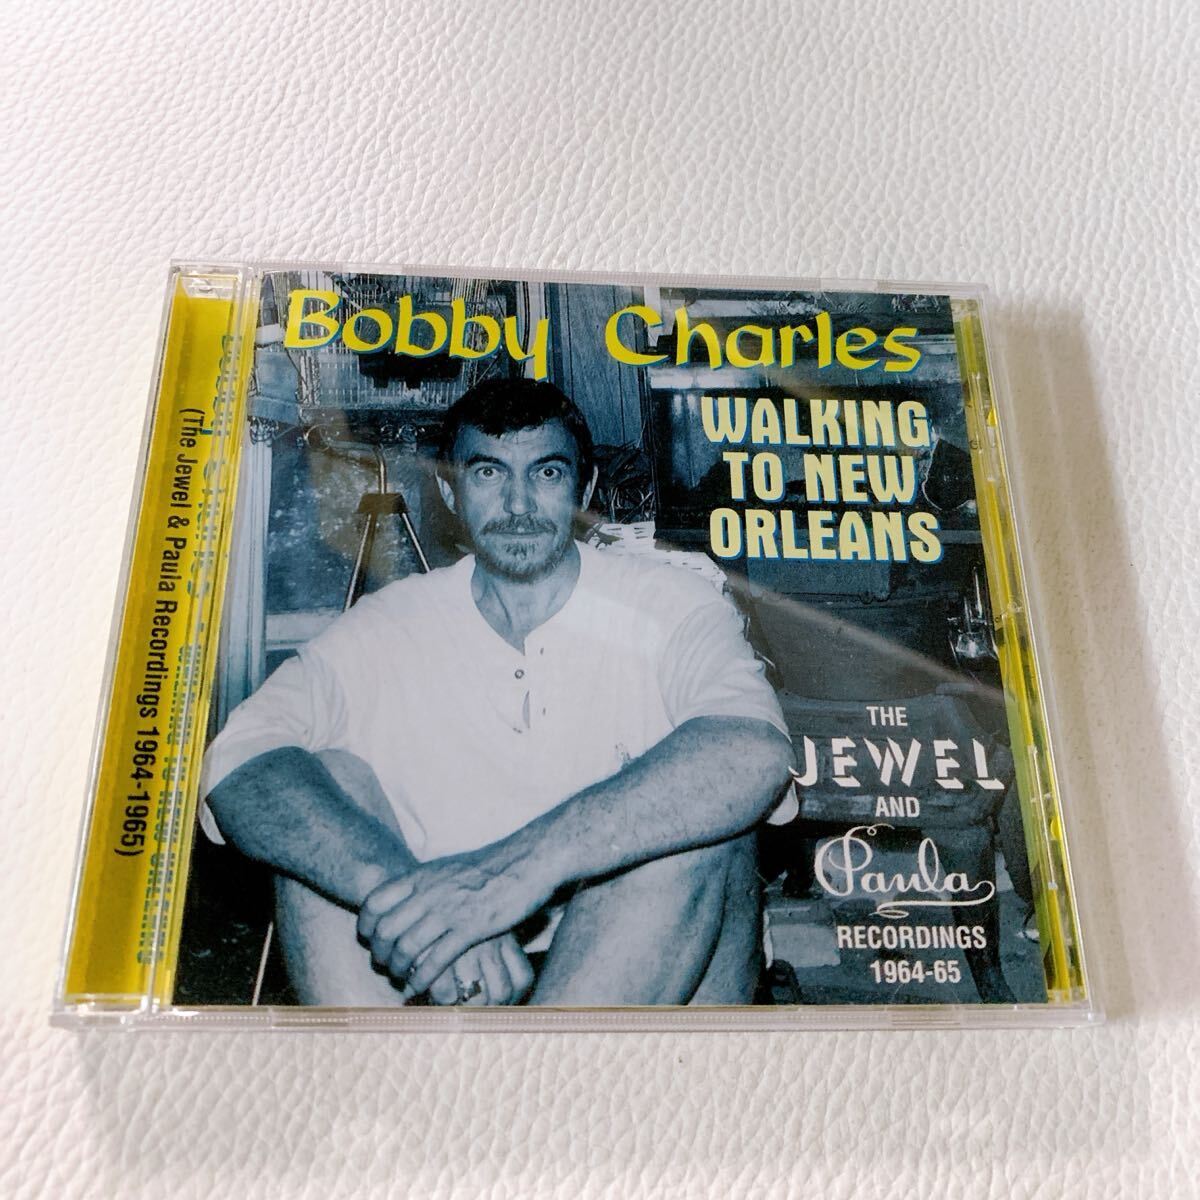 Bobby Charles
WALKING
TO NEW
ORLEANS
THE
JEWEL
AND
Paula
RECORDINGS
1964-65
(The Jewel & Paula Recordings 1964-1965)